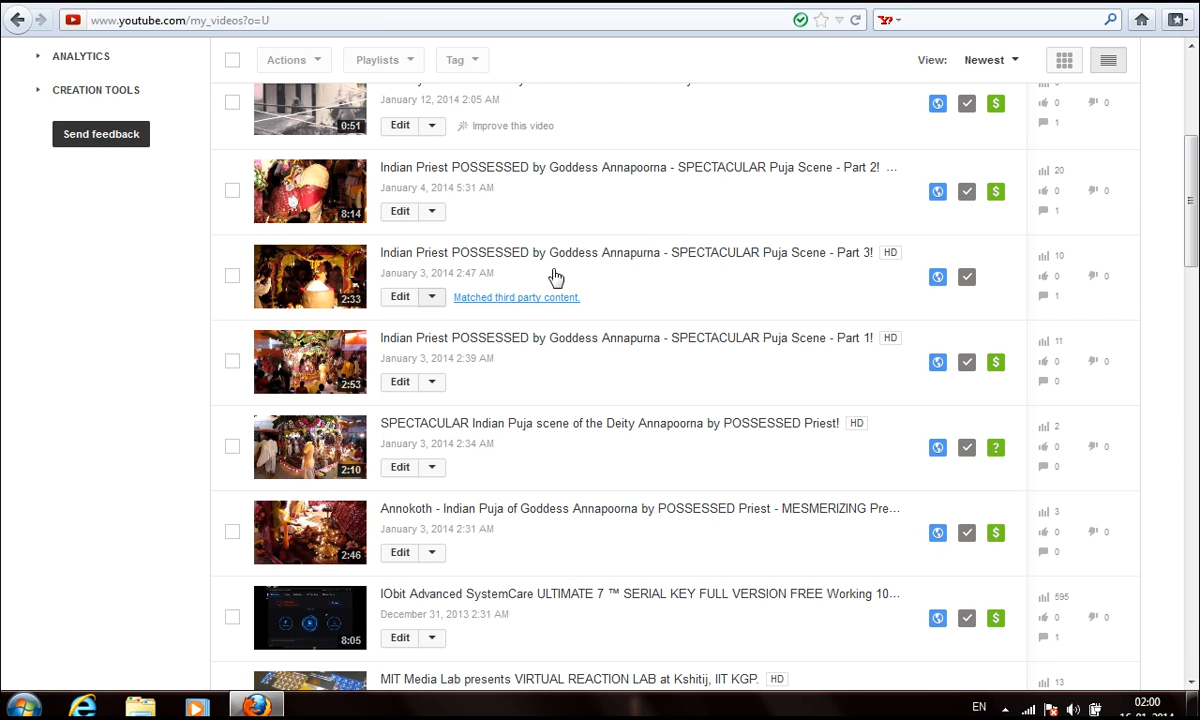 www.youtube.com/my_videos?o=U
ANALYTICS
CREATION TOOLS
Send feedback
Actions
Playlists
Tag
View:
Newest
January 12, 2014 2:05 AM
Edit
Improve this video
0:51
0
0
1
Indian Priest POSSESSED by Goddess Annapoorna - SPECTACULAR Puja Scene - Part 2! ...
January 4, 2014 5:31 AM
Edit
8:14
20
0
0
1
Indian Priest POSSESSED by Goddess Annapurna - SPECTACULAR Puja Scene - Part 3! HD
January 3, 2014 2:47 AM
Edit
Matched third party content.
2:33
10
0
0
1
Indian Priest POSSESSED by Goddess Annapurna - SPECTACULAR Puja Scene - Part 1! HD
January 3, 2014 2:39 AM
Edit
2:53
11
0
0
0
SPECTACULAR Indian Puja scene of the Deity Annapoorna by POSSESSED Priest! HD
January 3, 2014 2:34 AM
Edit
2:10
?
2
0
0
0
Annokoth - Indian Puja of Goddess Annapoorna by POSSESSED Priest - MESMERIZING Pre...
January 3, 2014 2:31 AM
Edit
2:46
3
0
0
0
IObit Advanced SystemCare ULTIMATE 7 ™ SERIAL KEY FULL VERSION FREE Working 10...
December 31, 2013 2:31 AM
Edit
8:05
595
0
0
1
MIT Media Lab presents VIRTUAL REACTION LAB at Kshitij, IIT KGP. HD
13
EN
02:00